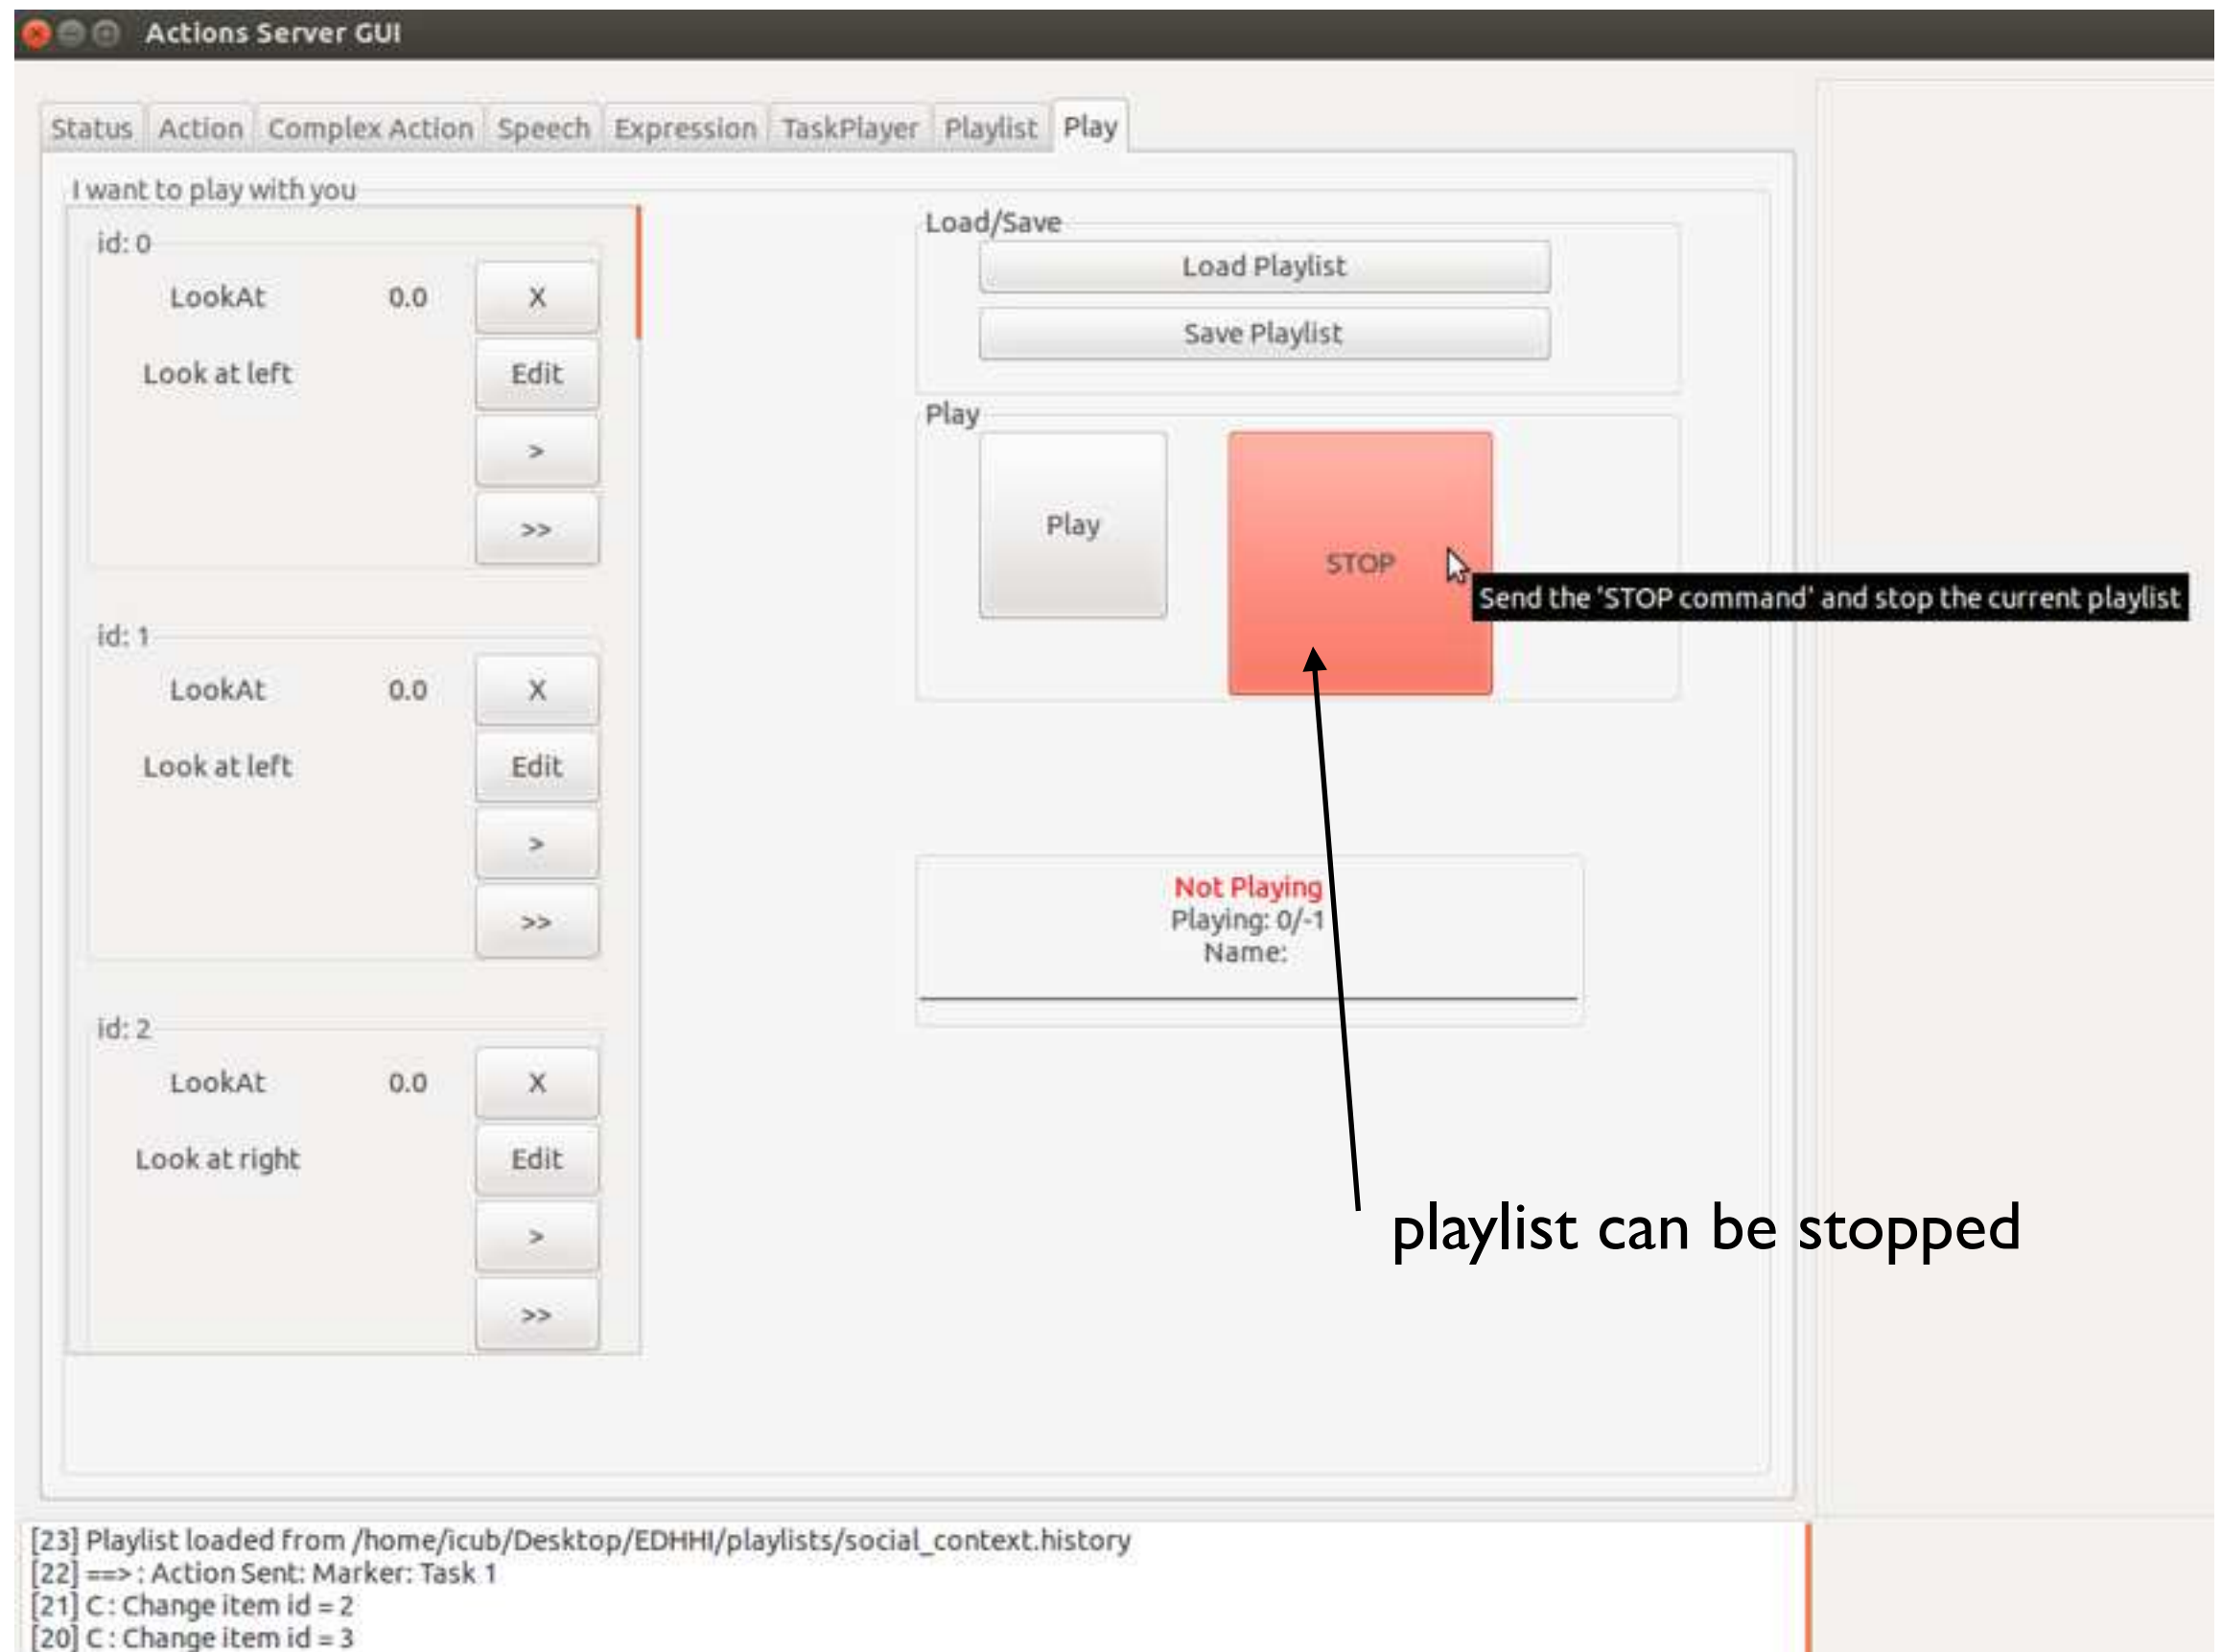 Actions Server GUI
Status Action Complex Action Speech Expression TaskPlayer Playlist Play
I want to play with you
id: 0
LookAt 0.0 X
Look at left Edit
>
>>
id: 1
LookAt 0.0 X
Look at left Edit
>
>>
id: 2
LookAt 0.0 X
Look at right Edit
>
>>
Load/Save
Load Playlist
Save Playlist
Play
Play
STOP
Send the 'STOP command' and stop the current playlist
Not Playing
Playing: 0/-1
Name:
playlist can be stopped
[23] Playlist loaded from /home/icub/Desktop/EDHHI/playlists/social_context.history
[22] ==> : Action Sent: Marker: Task 1
[21] C : Change item id = 2
[20] C : Change item id = 3